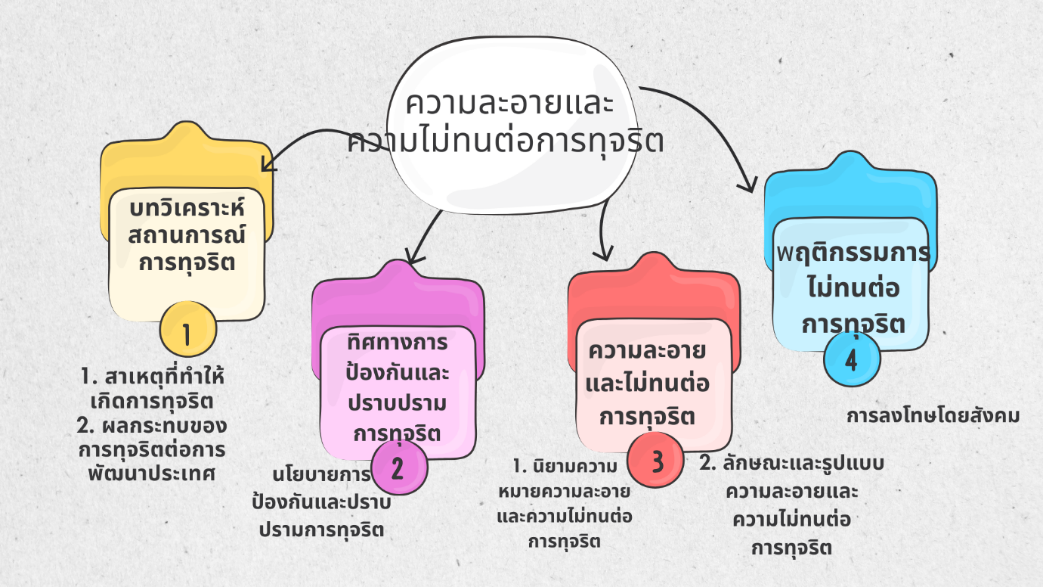 ความละอายและ
ความไม่ทนต่อการทุจริต
บทวิเคราะห์
สถานการณ์
การทุจริต
1
1. สาเหตุที่ทำให้
เกิดการทุจริต
2. ผลกระทบของ
การทุจริตต่อการ
พัฒนาประเทศ
ทิศทางการ
ป้องกันและ
ปราบปราม
การทุจริต
2
นโยบายการ
ป้องกันและปราบ
ปรามการทุจริต
ความละอาย
และไม่ทนต่อ
การทุจริต
3
1. นิยามความ
หมายความละอาย
และความไม่ทนต่อ
การทุจริต
2. ลักษณะและรูปแบบ
ความละอายและ
ความไม่ทนต่อ
การทุจริต
พฤติกรรมการ
ไม่ทนต่อ
การทุจริต
4
การลงโทษโดยสังคม